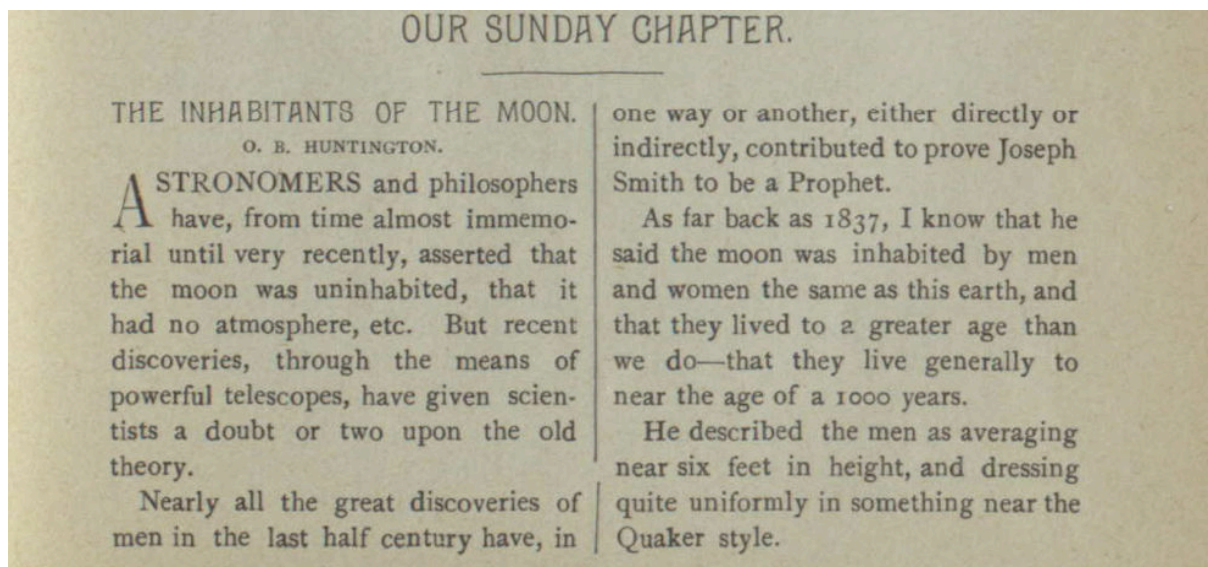 OUR SUNDAY CHAPTER.
THE INHABITANTS OF THE MOON.
O. B. HUNTINGTON.
ASTRONOMERS and philosophers
have, from time almost immemo-
rial until very recently, asserted that
the moon was uninhabited, that it
had no atmosphere, etc. But recent
discoveries, through the means of
powerful telescopes, have given scien-
tists a doubt or two upon the old
theory.
Nearly all the great discoveries of
men in the last half century have, in
one way or another, either directly or
indirectly, contributed to prove Joseph
Smith to be a Prophet.
As far back as 1837, I know that he
said the moon was inhabited by men
and women the same as this earth, and
that they lived to a greater age than
we do—that they live generally to
near the age of a 1000 years.
He described the men as averaging
near six feet in height, and dressing
quite uniformly in something near the
Quaker style.